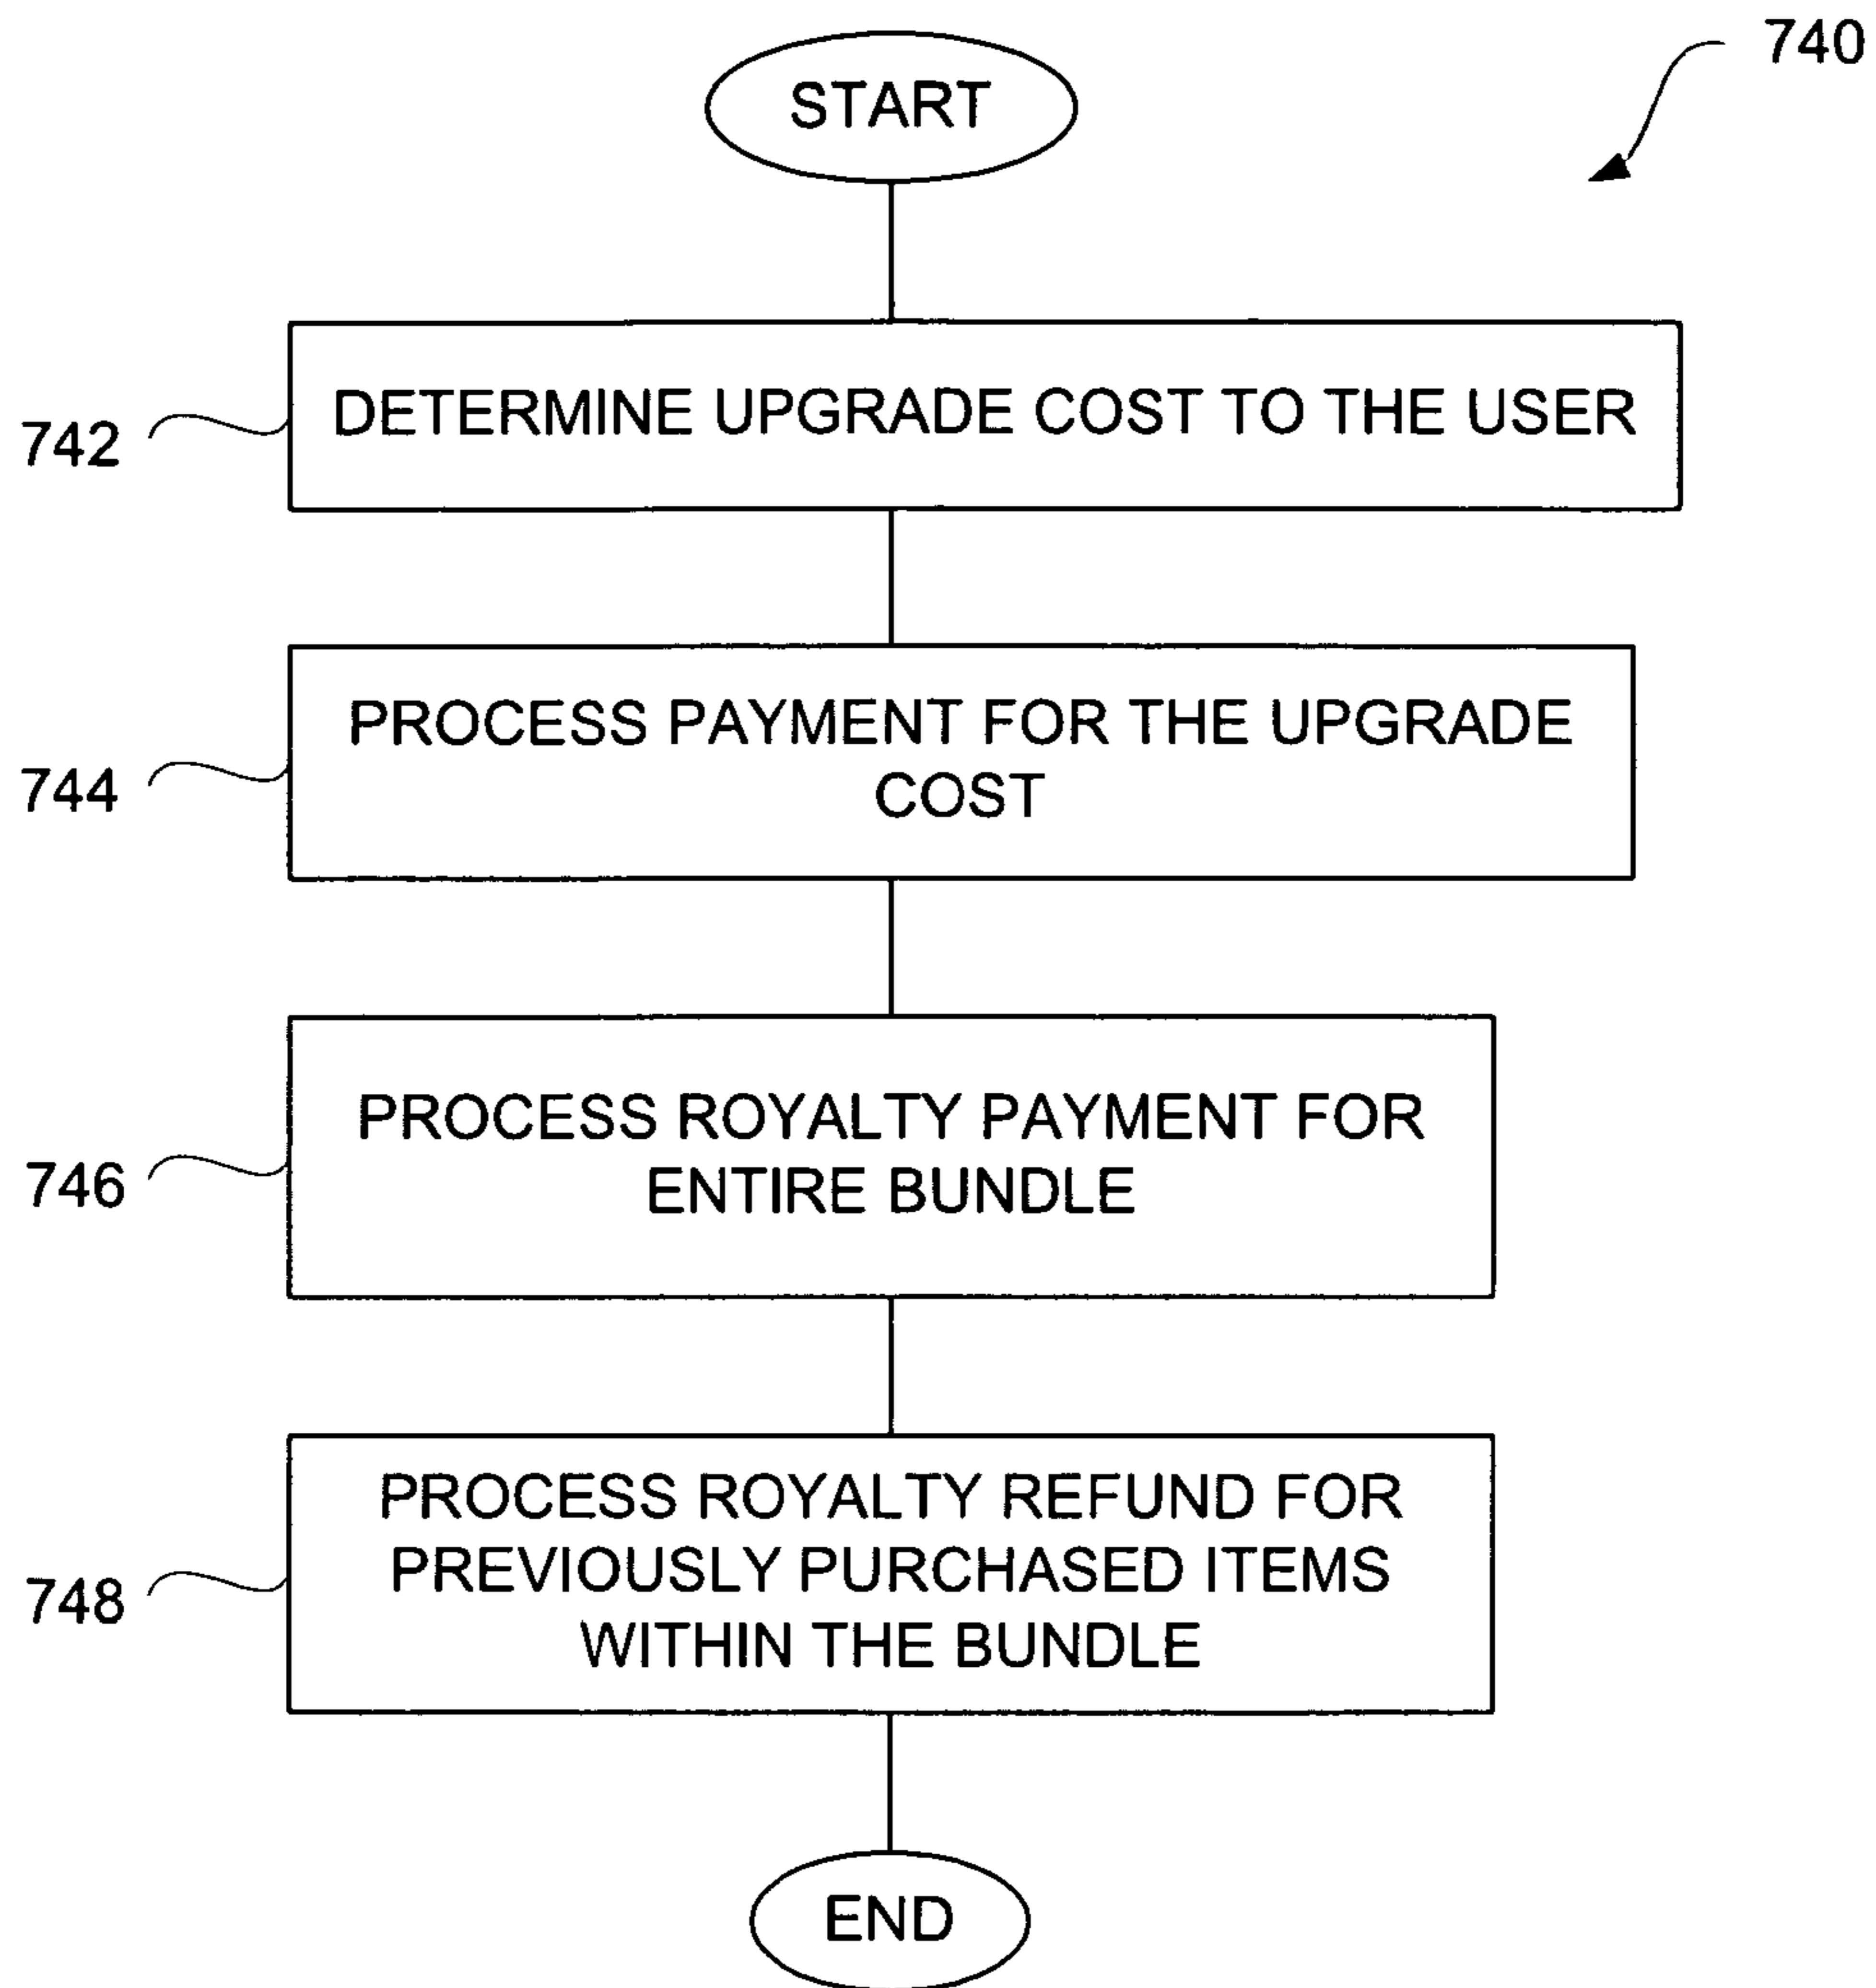 740
START
742
DETERMINE UPGRADE COST TO THE USER
744
PROCESS PAYMENT FOR THE UPGRADE
COST
746
PROCESS ROYALTY PAYMENT FOR
ENTIRE BUNDLE
748
PROCESS ROYALTY REFUND FOR
PREVIOUSLY PURCHASED ITEMS
WITHIN THE BUNDLE
END